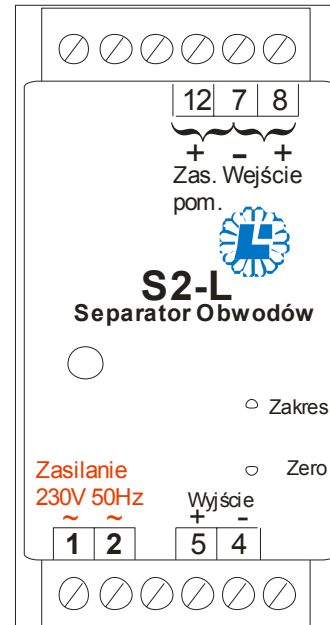 12 7 8
+ - +
Zas. Wejście
pom.
S2-L
Separator Obwodów
Zakres
Zero
Zasilanie
230V 50Hz
Wyjście
~ ~ + -
1 2 5 4